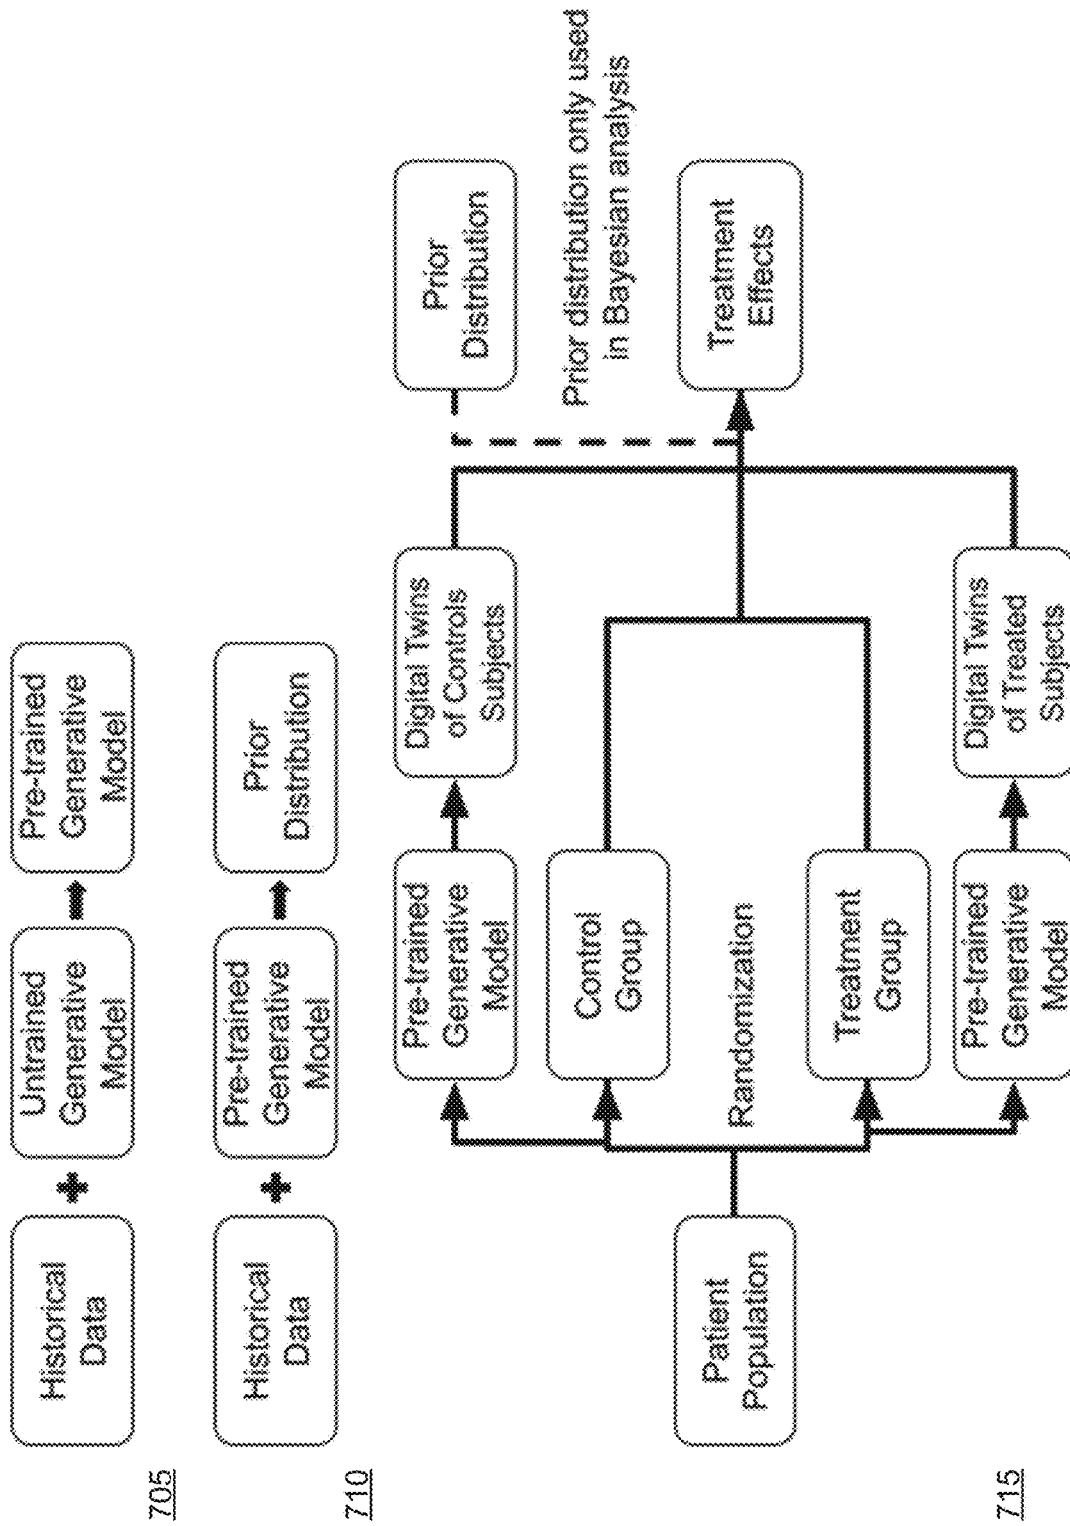 705
Historical
Data
+
Untrained
Generative
Model
Pre-trained
Generative
Model
710
Historical
Data
+
Pre-trained
Generative
Model
Prior
Distribution
715
Patient
Population
Pre-trained
Generative
Model
Digital Twins
of Controls
Subjects
Prior
Distribution
Control
Group
Prior distribution only used
in Bayesian analysis
Randomization
Treatment
Effects
Treatment
Group
Pre-trained
Generative
Model
Digital Twins
of Treated
Subjects